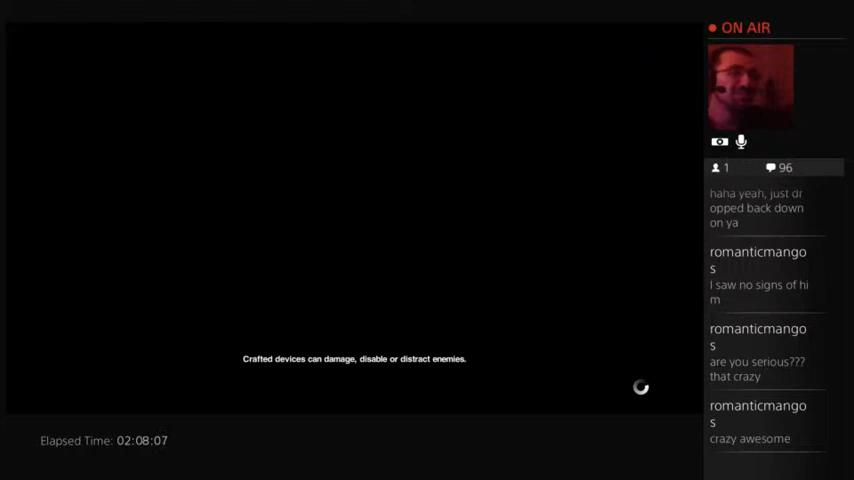 ON AIR
1 96
haha yeah, just dr
opped back down
on ya
romanticmango
s
I saw no signs of hi
m
romanticmango
s
are you serious???
that crazy
romanticmango
s
crazy awesome
Crafted devices can damage, disable or distract enemies.
Elapsed Time: 02:08:07